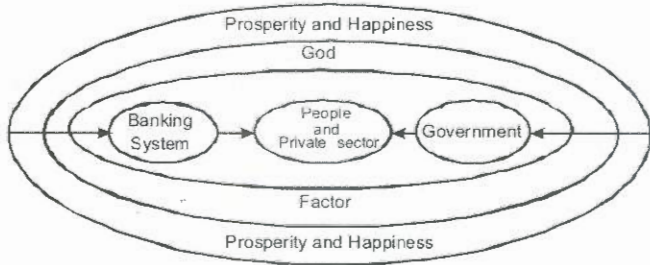 Prosperity and Happiness
God
Banking
System
People
and
Private sector
Government
Factor
Prosperity and Happiness